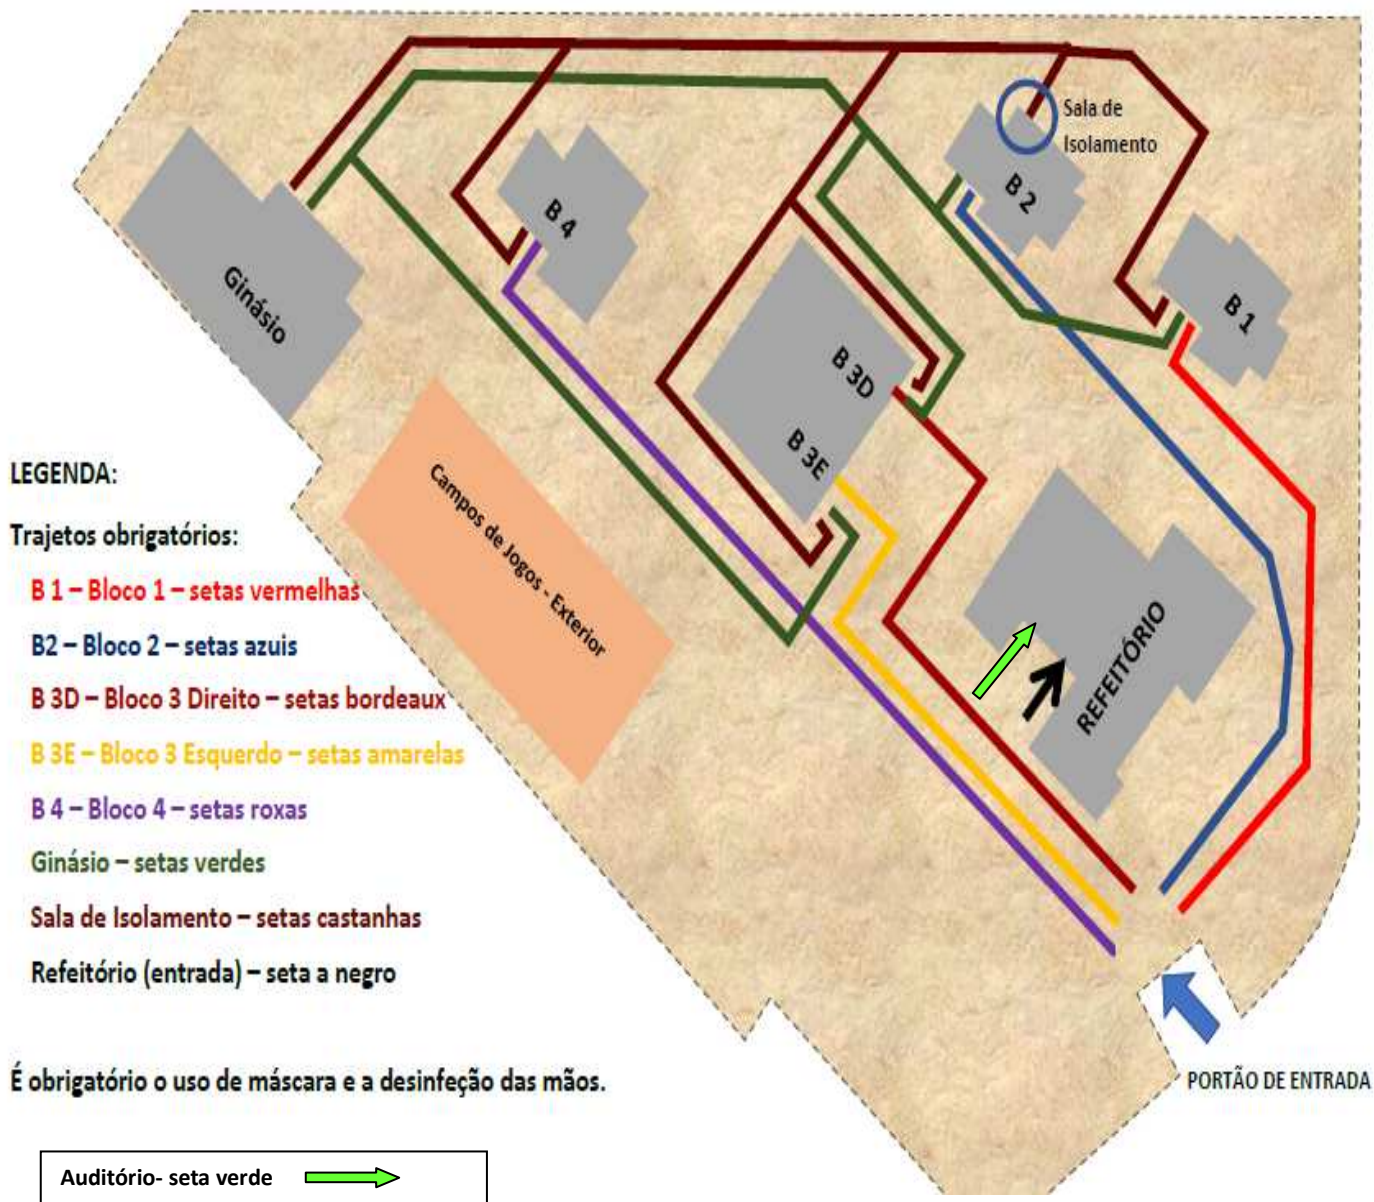 Sala de
Isolamento
B 2
B 4
B 1
Ginásio
B 3D
B 3E
Campos de Jogos - Exterior
REFEITÓRIO
LEGENDA:
Trajetos obrigatórios:
B 1 – Bloco 1 – setas vermelhas
B2 – Bloco 2 – setas azuis
B 3D – Bloco 3 Direito – setas bordeaux
B 3E – Bloco 3 Esquerdo – setas amarelas
B 4 – Bloco 4 – setas roxas
Ginásio – setas verdes
Sala de Isolamento – setas castanhas
Refeitório (entrada) – seta a negro
É obrigatório o uso de máscara e a desinfeção das mãos.
PORTÃO DE ENTRADA
Auditório- seta verde